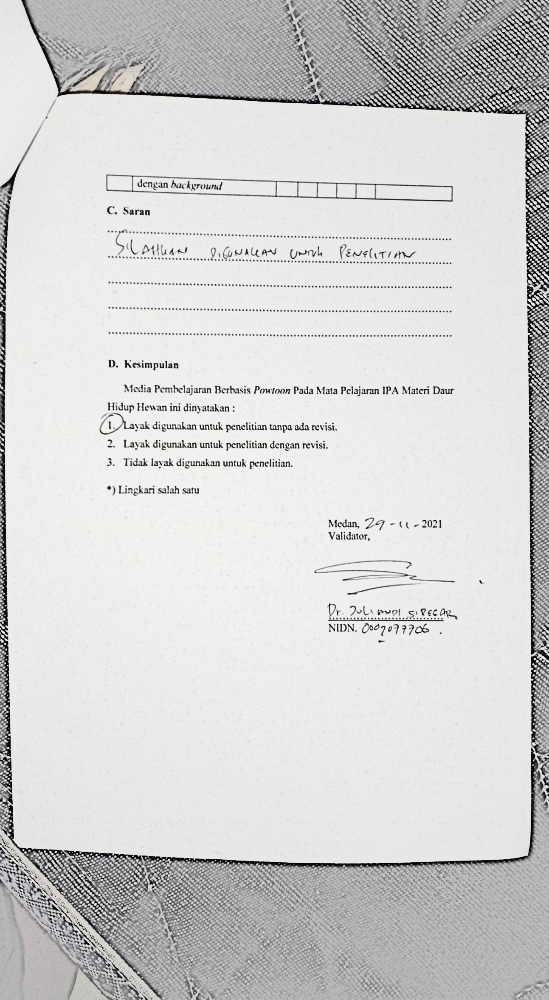 dengan background
C. Saran
SILAHKAN DIGUNAKAN UNTUK PENELITIAN
D. Kesimpulan
Media Pembelajaran Berbasis Powtoon Pada Mata Pelajaran IPA Materi Daur
Hidup Hewan ini dinyatakan :
1. Layak digunakan untuk penelitian tanpa ada revisi.
2. Layak digunakan untuk penelitian dengan revisi.
3. Tidak layak digunakan untuk penelitian.
*) Lingkari salah satu
Medan, 29-11-2021
Validator,
Dr. JULIANDI SIREGAR
NIDN. 0002077706